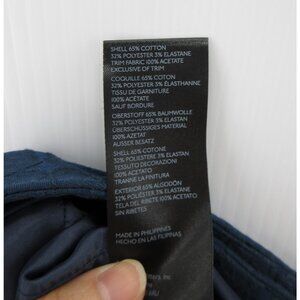 SHELL 65% COTTON
32% POLYESTER 3% ELASTANE
TRIM FABRIC 100% ACETATE
EXCLUSIVE OF TRIM
COQUILLE 65% COTON
32% POLYESTER 3% ÉLASTHANNE
TISSU DE GARNITURE
100% ACÉTATE
SAUF BORDURE
OBERSTOFF 65% BAUMWOLLE
32% POLYESTER 3% ELASTAN
ÜBERSCHÜSSIGES MATERIAL
100% AZETAT
AUSSER BESATZ
SHELL 65% COTONE
32% POLIESTERE 3% ELASTAN
TESSUTO DECORAZIONI
100% ACETATO
TRANNE LA FINITURA
EXTERIOR 65% ALGODÓN
32% POLIESTER 3% ELASTANO
TELA DEL RIBETE 100% ACETATO
SIN RIBETES
MADE IN PHILIPPINES
HECHO EN LAS FILIPINAS
Inc